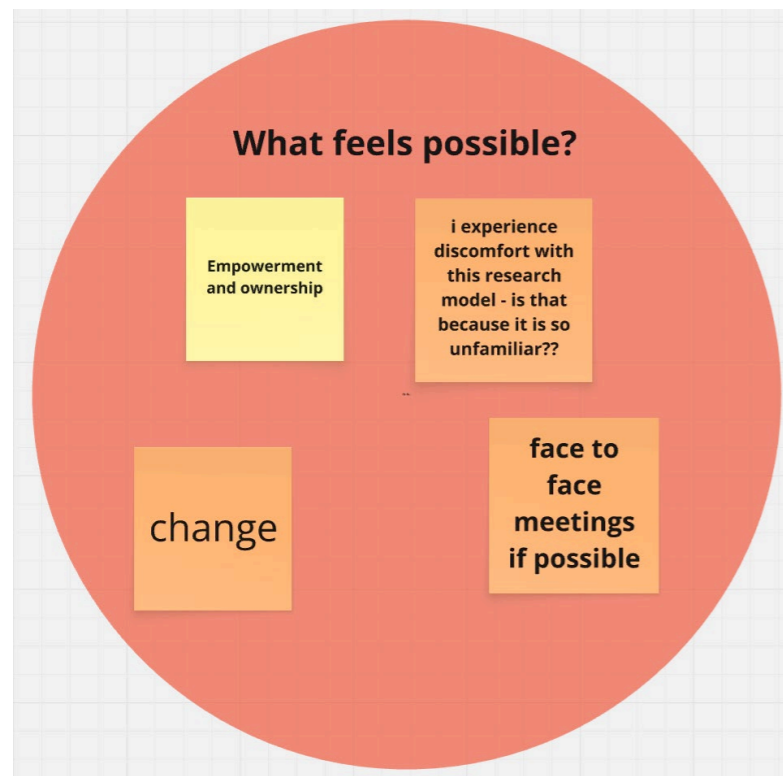 What feels possible?
Empowerment
and ownership
i experience
discomfort with
this research
model - is that
because it is so
unfamiliar??
--
change
face to
face
meetings
if possible